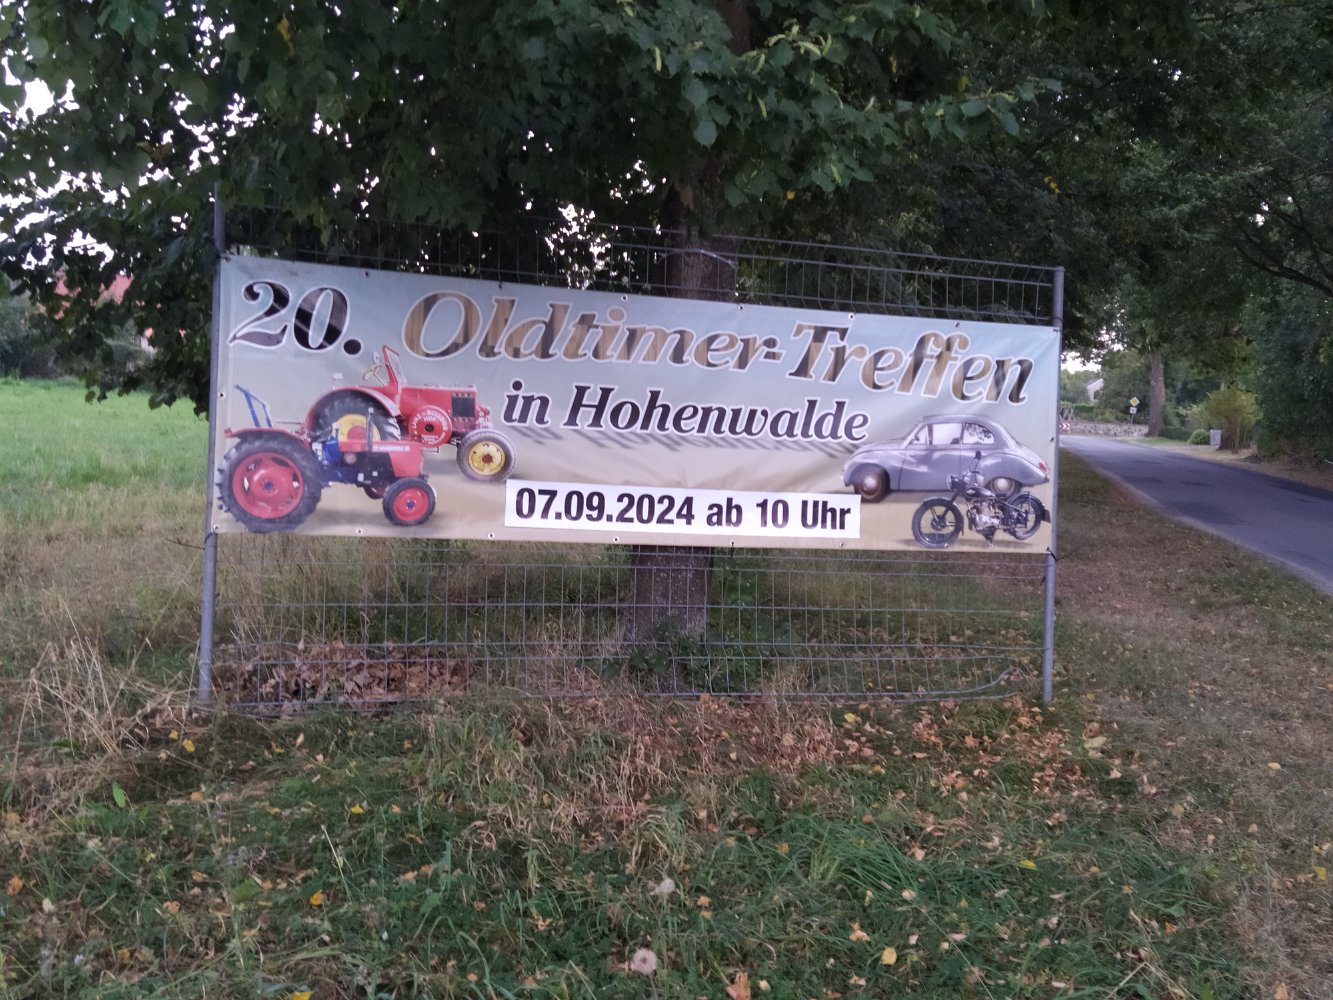 20. Oldtimer-Treffen
in Hohenwalde
07.09.2024 ab 10 Uhr